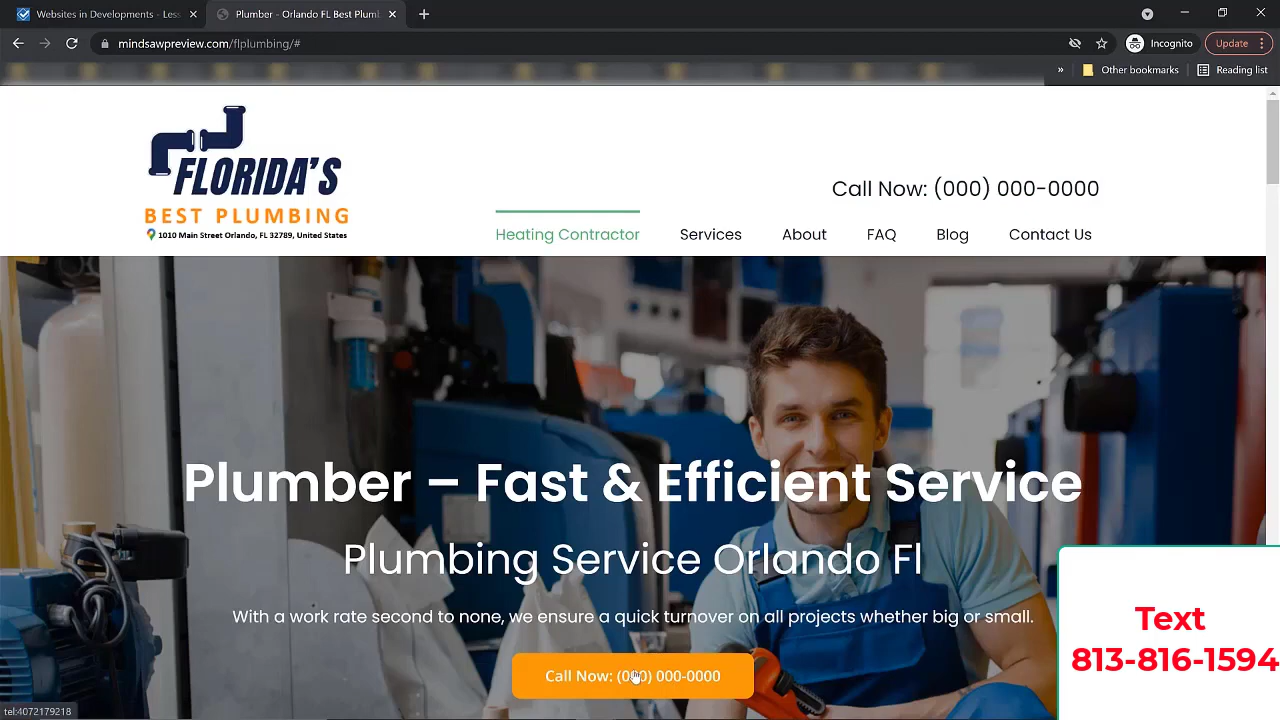 Websites in Developments - Less
Plumber - Orlando FL Best Plumb
mindsawpreview.com/flplumbing/#
Incognito
Update
»
Other bookmarks
Reading list
FLORIDA'S
BEST PLUMBING
1010 Main Street Orlando, FL 32789, United States
Call Now: (000) 000-0000
Heating Contractor
Services
About
FAQ
Blog
Contact Us
Plumber – Fast & Efficient Service
Plumbing Service Orlando Fl
With a work rate second to none, we ensure a quick turnover on all projects whether big or small.
Call Now: (000) 000-0000
Text
813-816-1594
tel:4072179218